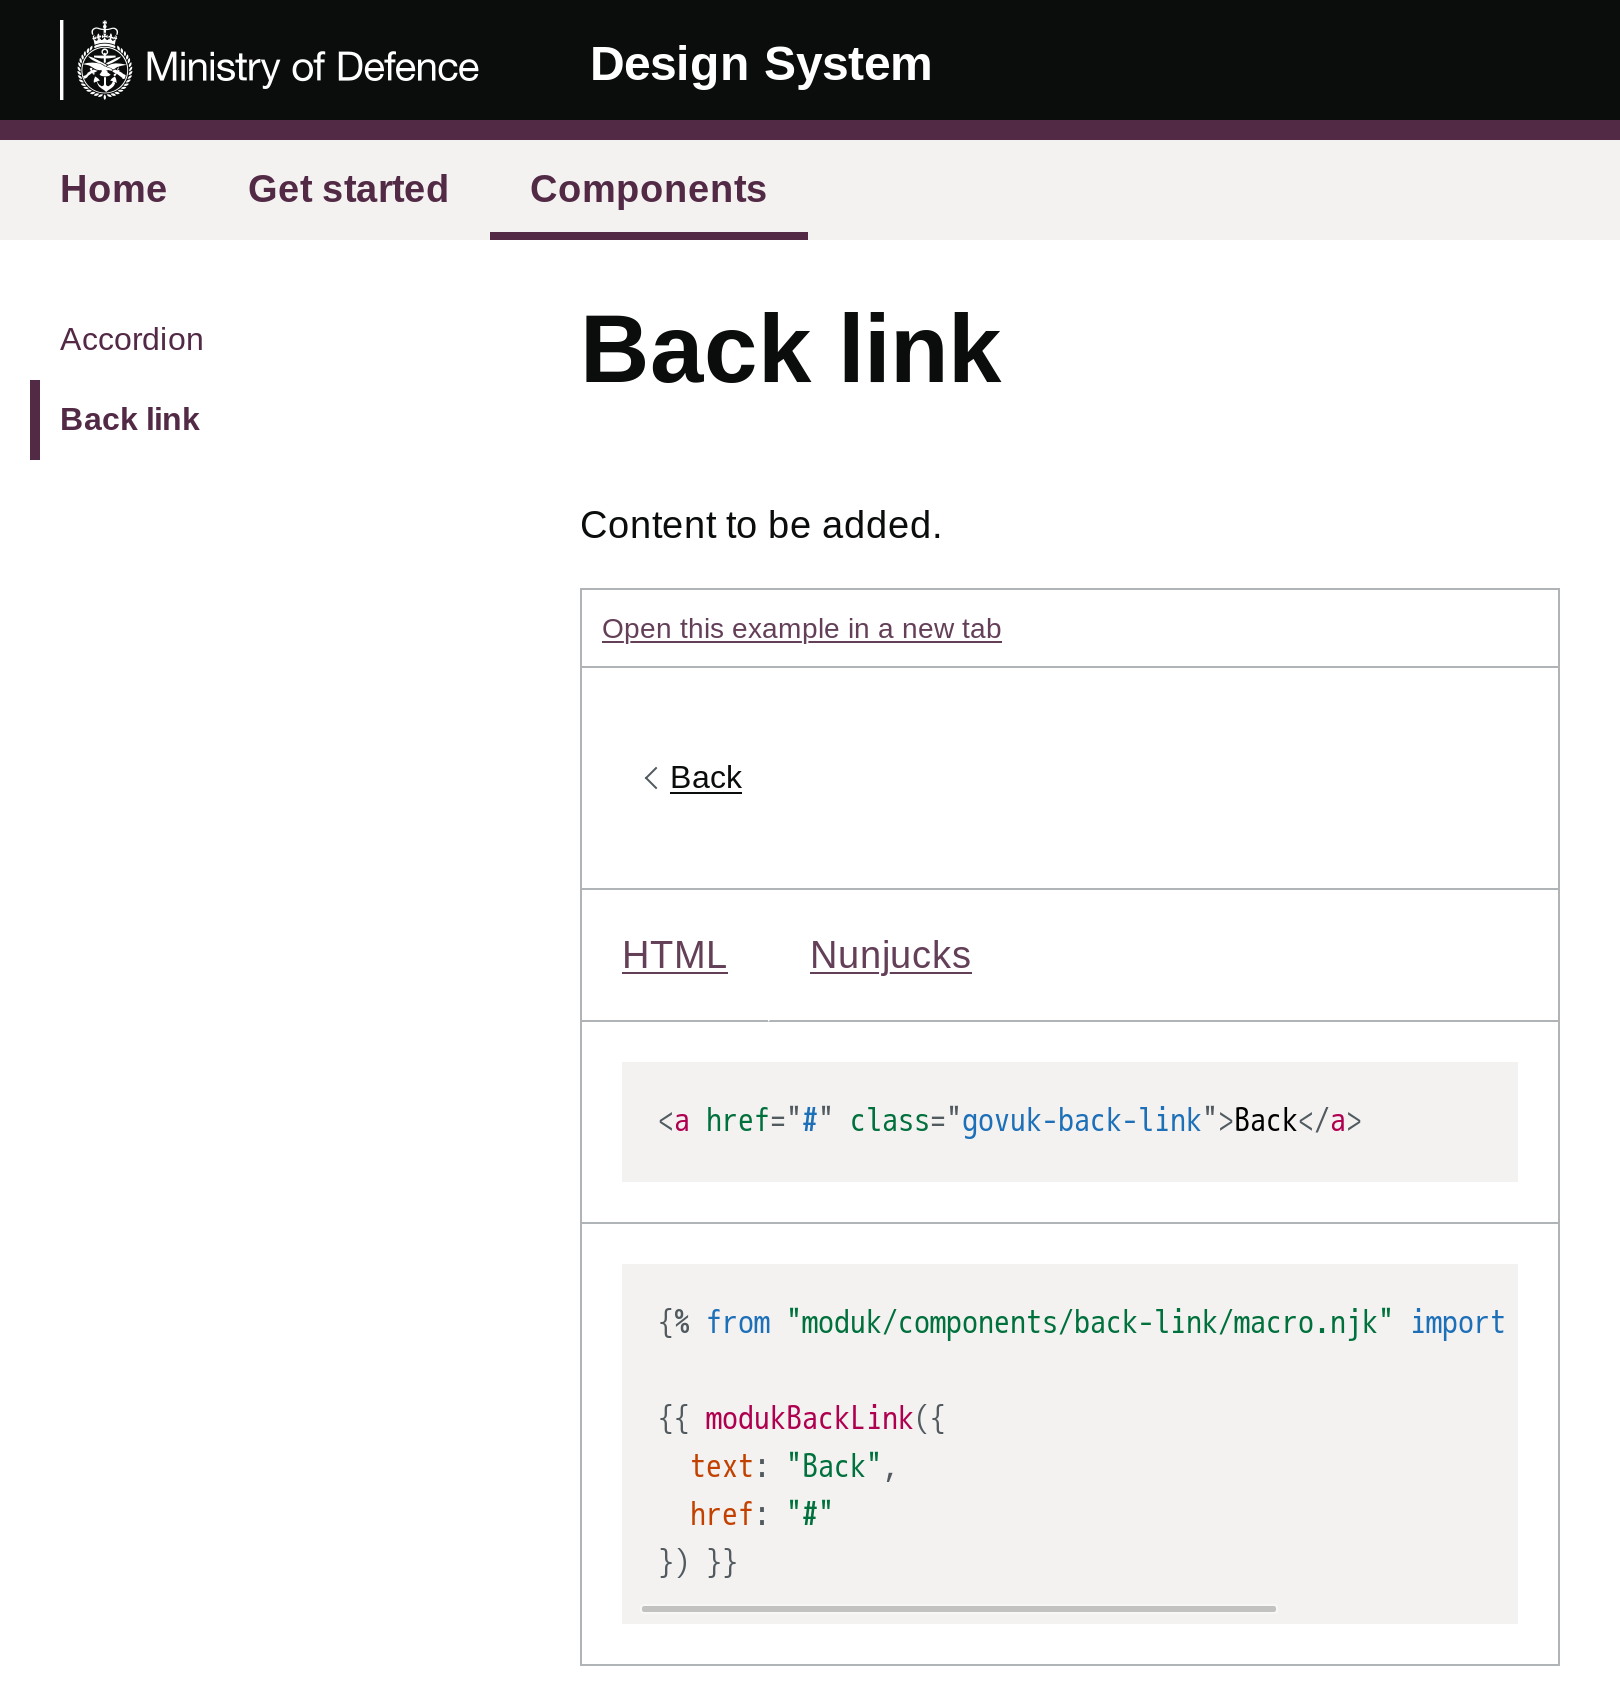 Ministry of Defence
Design System
Home
Get started
Components
Accordion
Back link
Back link
Content to be added.
Open this example in a new tab
Back
HTML
Nunjucks
<a href="#" class="govuk-back-link">Back</a>
{% from "moduk/components/back-link/macro.njk" import
{{ modukBackLink({
  text: "Back",
  href: "#"
}) }}